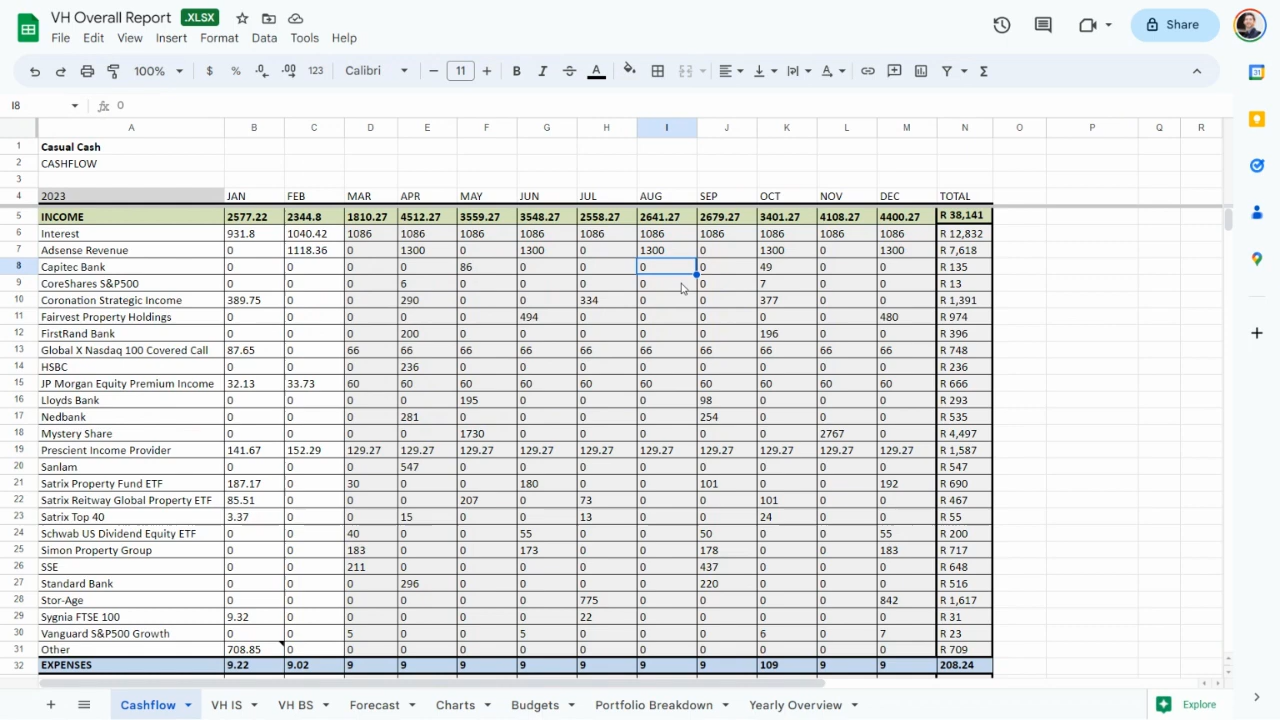 VH Overall Report .XLSX
Share
File Edit View Insert Format Data Tools Help
100% $ % .0 .00 123 Calibri 11 B I S A Σ
31
I8 fx 0
A B C D E F G H I J K L M N O P Q R
1 Casual Cash
2 CASHFLOW
3
4 2023 JAN FEB MAR APR MAY JUN JUL AUG SEP OCT NOV DEC TOTAL
5 INCOME 2577.22 2344.8 1810.27 4512.27 3559.27 3548.27 2558.27 2641.27 2679.27 3401.27 4108.27 4400.27 R 38,141
6 Interest 931.8 1040.42 1086 1086 1086 1086 1086 1086 1086 1086 1086 1086 R 12,832
7 Adsense Revenue 0 1118.36 0 1300 0 1300 0 1300 0 1300 0 1300 R 7,618
8 Capitec Bank 0 0 0 0 86 0 0 0 0 49 0 0 R 135
9 CoreShares S&P500 0 0 0 6 0 0 0 0 0 7 0 0 R 13
10 Coronation Strategic Income 389.75 0 0 290 0 0 334 0 0 377 0 0 R 1,391
11 Fairvest Property Holdings 0 0 0 0 0 494 0 0 0 0 0 480 R 974
12 FirstRand Bank 0 0 0 200 0 0 0 0 0 196 0 0 R 396
13 Global X Nasdaq 100 Covered Call 87.65 0 66 66 66 66 66 66 66 66 66 66 R 748
14 HSBC 0 0 0 236 0 0 0 0 0 0 0 0 R 236
15 JP Morgan Equity Premium Income 32.13 33.73 60 60 60 60 60 60 60 60 60 60 R 666
16 Lloyds Bank 0 0 0 0 195 0 0 0 98 0 0 0 R 293
17 Nedbank 0 0 0 281 0 0 0 0 254 0 0 0 R 535
18 Mystery Share 0 0 0 0 1730 0 0 0 0 0 2767 0 R 4,497
19 Prescient Income Provider 141.67 152.29 129.27 129.27 129.27 129.27 129.27 129.27 129.27 129.27 129.27 129.27 R 1,587
20 Sanlam 0 0 0 547 0 0 0 0 0 0 0 0 R 547
21 Satrix Property Fund ETF 187.17 0 30 0 0 180 0 0 101 0 0 192 R 690
22 Satrix Reitway Global Property ETF 85.51 0 0 0 207 0 73 0 0 101 0 0 R 467
23 Satrix Top 40 3.37 0 0 15 0 0 13 0 0 24 0 0 R 55
24 Schwab US Dividend Equity ETF 0 0 40 0 0 55 0 0 50 0 0 55 R 200
25 Simon Property Group 0 0 183 0 0 173 0 0 178 0 0 183 R 717
26 SSE 0 0 211 0 0 0 0 0 437 0 0 0 R 648
27 Standard Bank 0 0 0 296 0 0 0 0 220 0 0 0 R 516
28 Stor-Age 0 0 0 0 0 0 775 0 0 0 0 842 R 1,617
29 Sygnia FTSE 100 9.32 0 0 0 0 0 22 0 0 0 0 0 R 31
30 Vanguard S&P500 Growth 0 0 5 0 0 5 0 0 0 6 0 7 R 23
31 Other 708.85 0 0 0 0 0 0 0 0 0 0 0 R 709
32 EXPENSES 9.22 9.02 9 9 9 9 9 9 9 109 9 9 208.24
Cashflow VH IS VH BS Forecast Charts Budgets Portfolio Breakdown Yearly Overview Explore